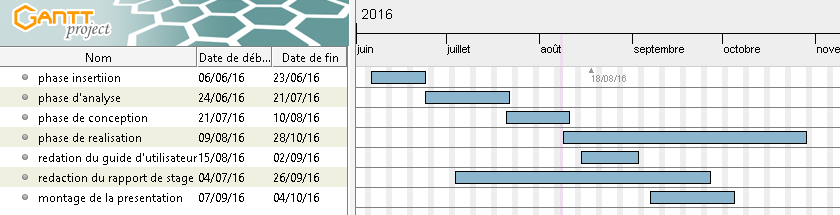 GANTT
project
2016
Nom Date de déb... Date de fin
juin juillet août septembre octobre nove
18/08/16
phase insertiion 06/06/16 23/06/16
phase d'analyse 24/06/16 21/07/16
phase de conception 21/07/16 10/08/16
phase de realisation 09/08/16 28/10/16
redation du guide d'utilisateur 15/08/16 02/09/16
redaction du rapport de stage 04/07/16 26/09/16
montage de la presentation 07/09/16 04/10/16